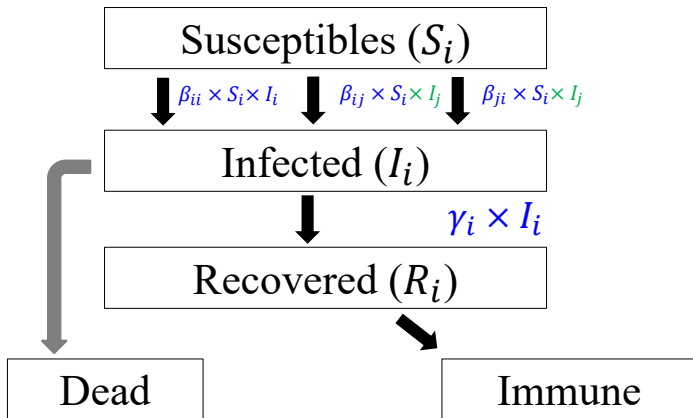 Susceptibles (Sᵢ)
βᵢᵢ × Sᵢ × Iᵢ βᵢⱼ × Sᵢ × Iⱼ βⱼᵢ × Sᵢ × Iⱼ
Infected (Iᵢ)
γᵢ × Iᵢ
Recovered (Rᵢ)
Dead Immune